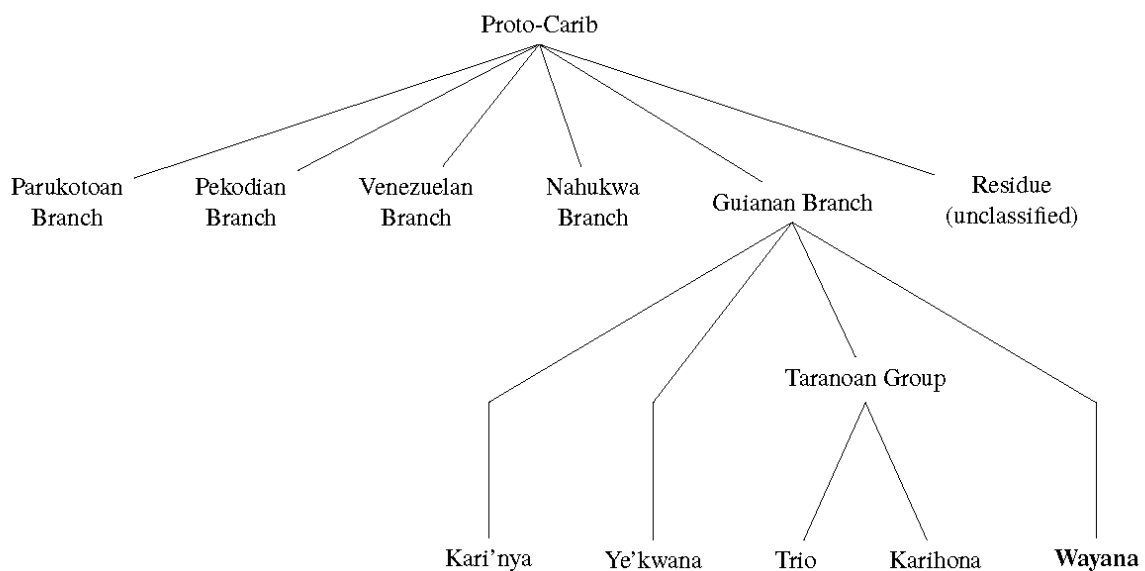 Proto-Carib
Parukotoan
Branch
Pekodian
Branch
Venezuelan
Branch
Nahukwa
Branch
Guianan Branch
Residue
(unclassified)
Taranoan Group
Kari'nya
Ye'kwana
Trio
Karihona
Wayana